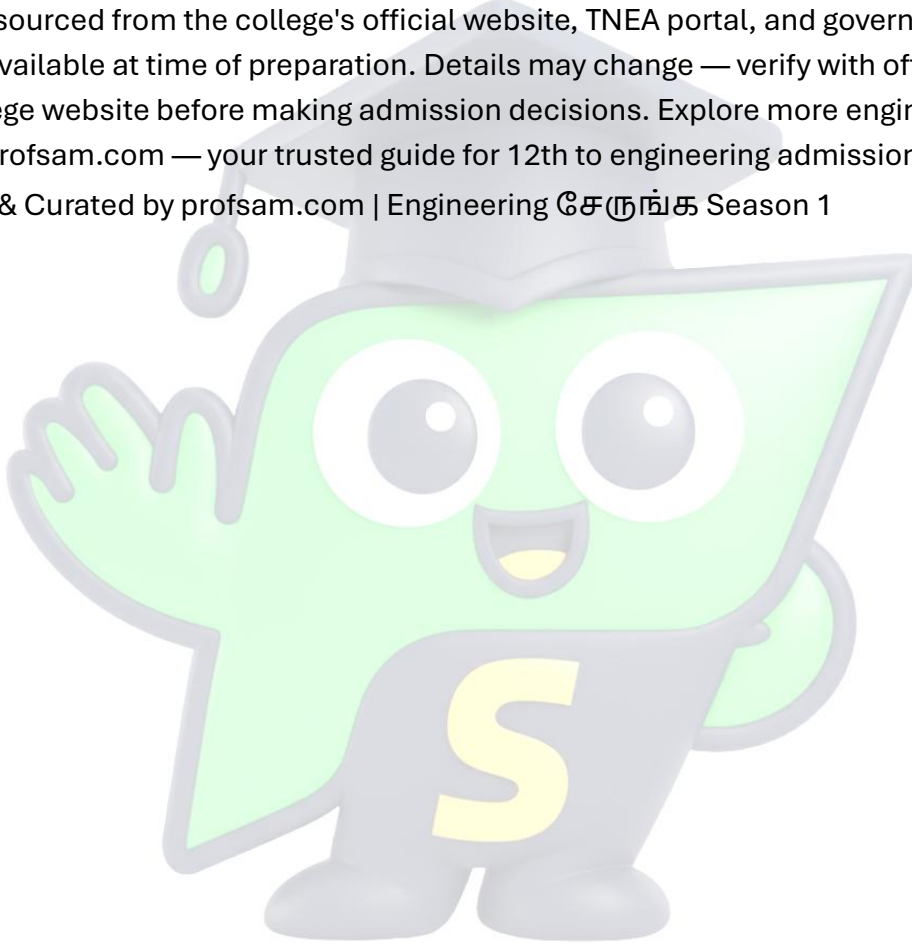 sourced from the college's official website, TNEA portal, and govern
vailable at time of preparation. Details may change — verify with of
ege website before making admission decisions. Explore more engin
rofsam.com — your trusted guide for 12th to engineering admission
& Curated by profsam.com | Engineering சேருங்க Season 1
S